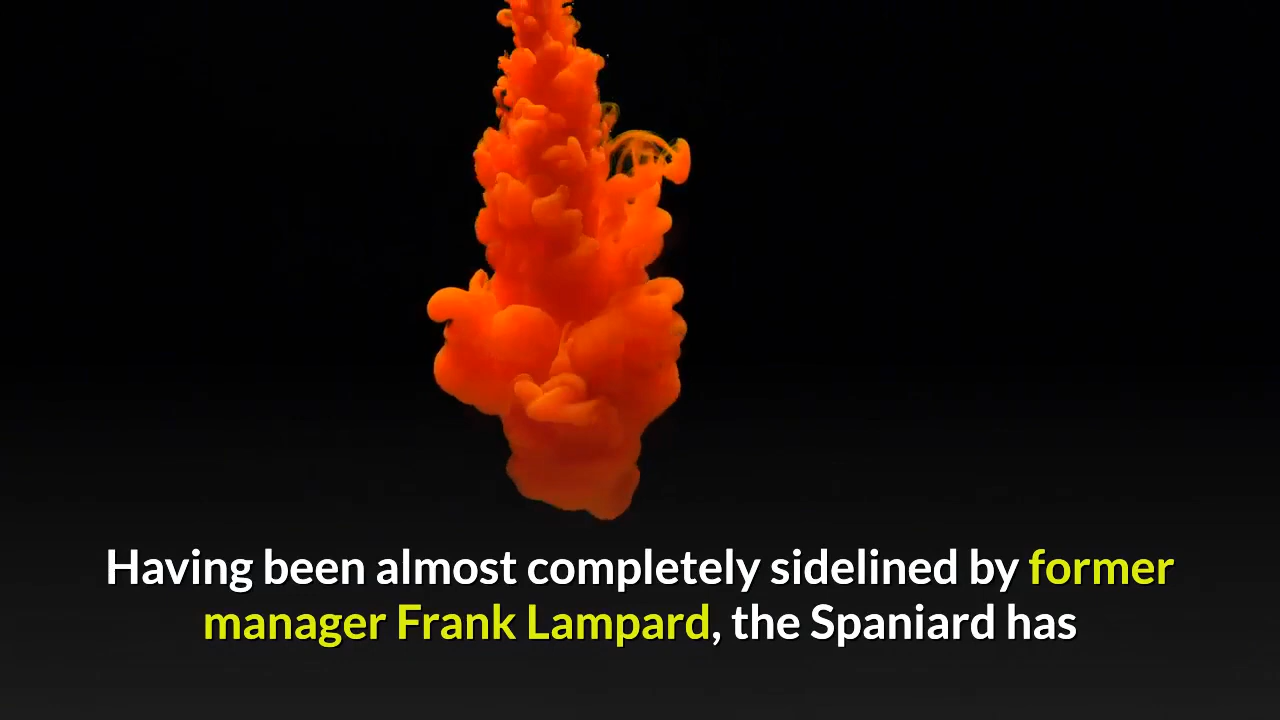 Having been almost completely sidelined by former
manager Frank Lampard, the Spaniard has